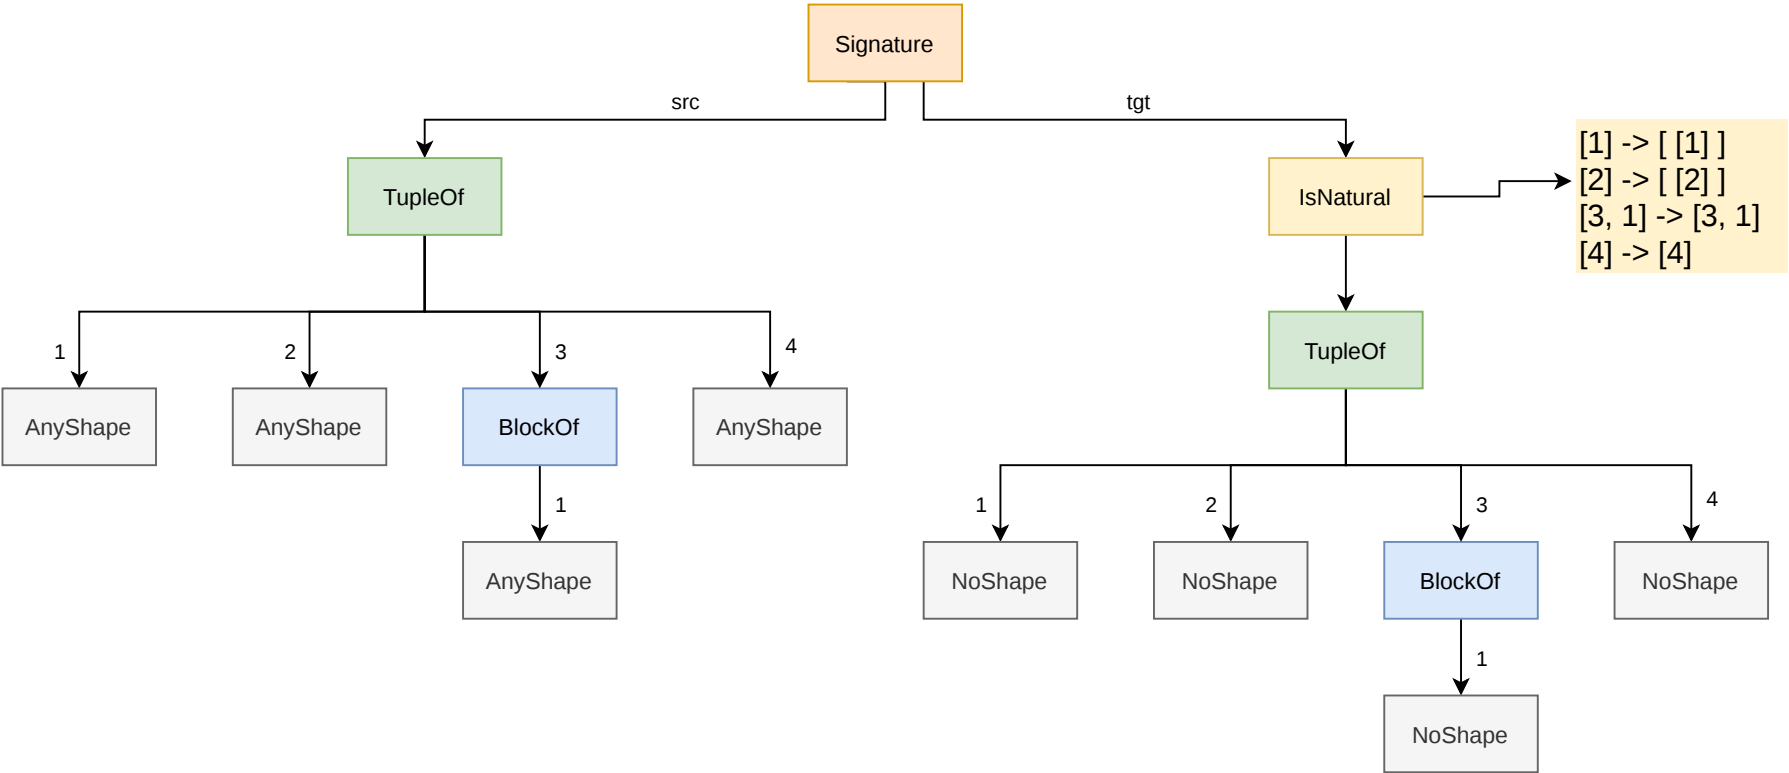 Signature
src
tgt
TupleOf
IsNatural
[1] -> [ [1] ]
[2] -> [ [2] ]
[3, 1] -> [3, 1]
[4] -> [4]
1
2
3
4
TupleOf
AnyShape
AnyShape
BlockOf
AnyShape
1
1
2
3
4
AnyShape
NoShape
NoShape
BlockOf
NoShape
1
NoShape